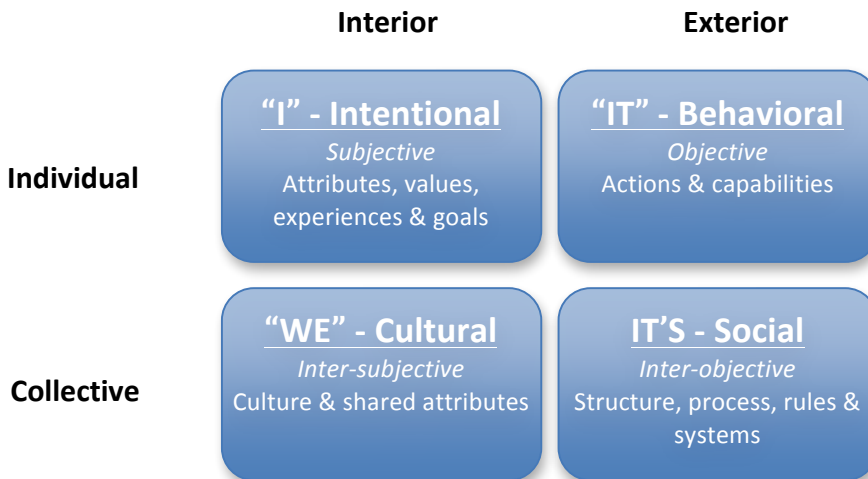 Interior Exterior
Individual
“I” - Intentional
Subjective
Attributes, values,
experiences & goals
“IT” - Behavioral
Objective
Actions & capabilities
Collective
“WE” - Cultural
Inter-subjective
Culture & shared attributes
IT’S - Social
Inter-objective
Structure, process, rules &
systems